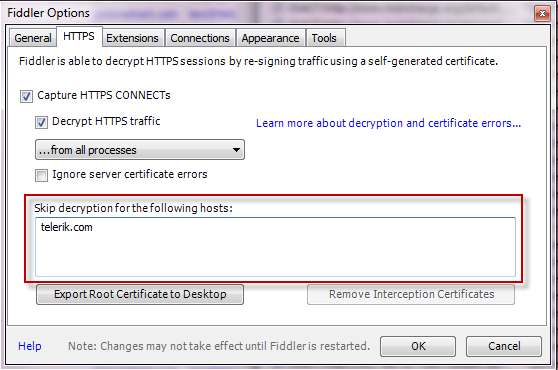 Fiddler Options
General HTTPS Extensions Connections Appearance Tools
Fiddler is able to decrypt HTTPS sessions by re-signing traffic using a self-generated certificate.
Capture HTTPS CONNECTs
Decrypt HTTPS traffic Learn more about decryption and certificate errors...
...from all processes
Ignore server certificate errors
Skip decryption for the following hosts:
telerik.com
Export Root Certificate to Desktop Remove Interception Certificates
Help Note: Changes may not take effect until Fiddler is restarted. OK Cancel